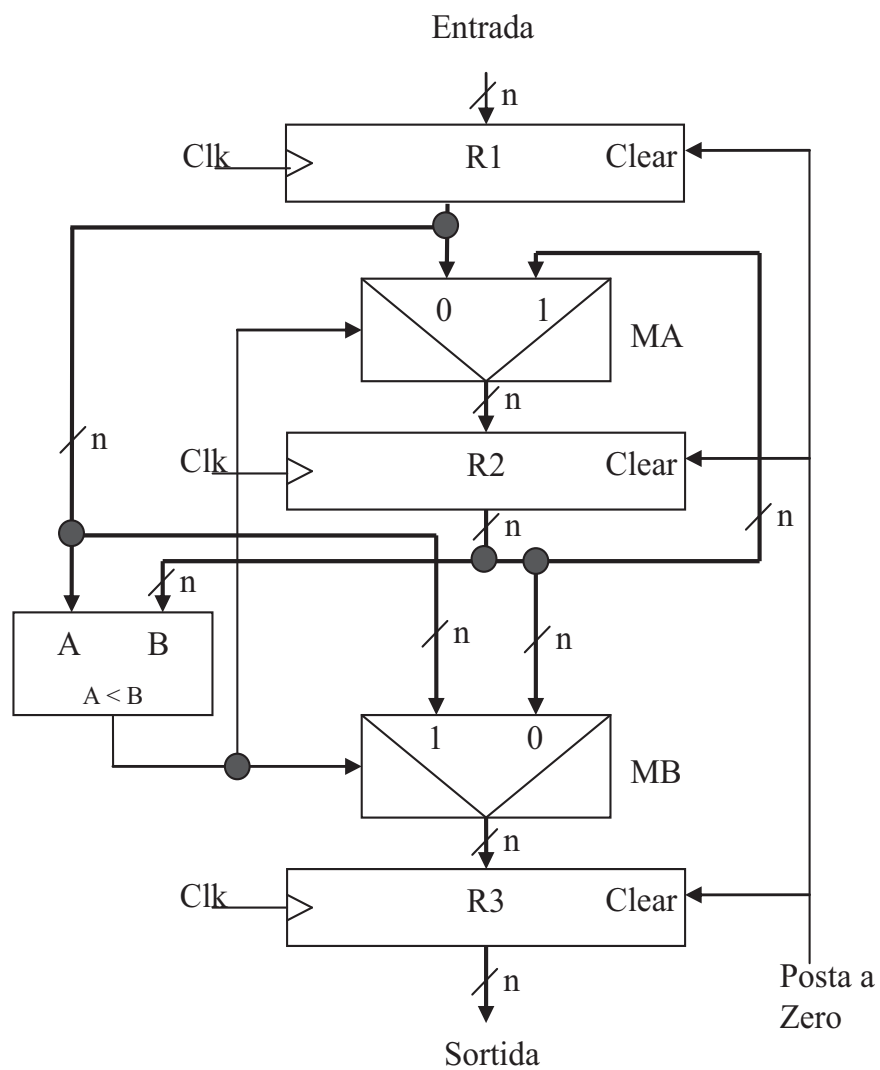 Entrada
n
Clk
R1
Clear
0
1
MA
n
n
Clk
R2
Clear
n
n
n
A
B
A < B
n
n
1
0
MB
n
Clk
R3
Clear
n
Posta a
Zero
Sortida